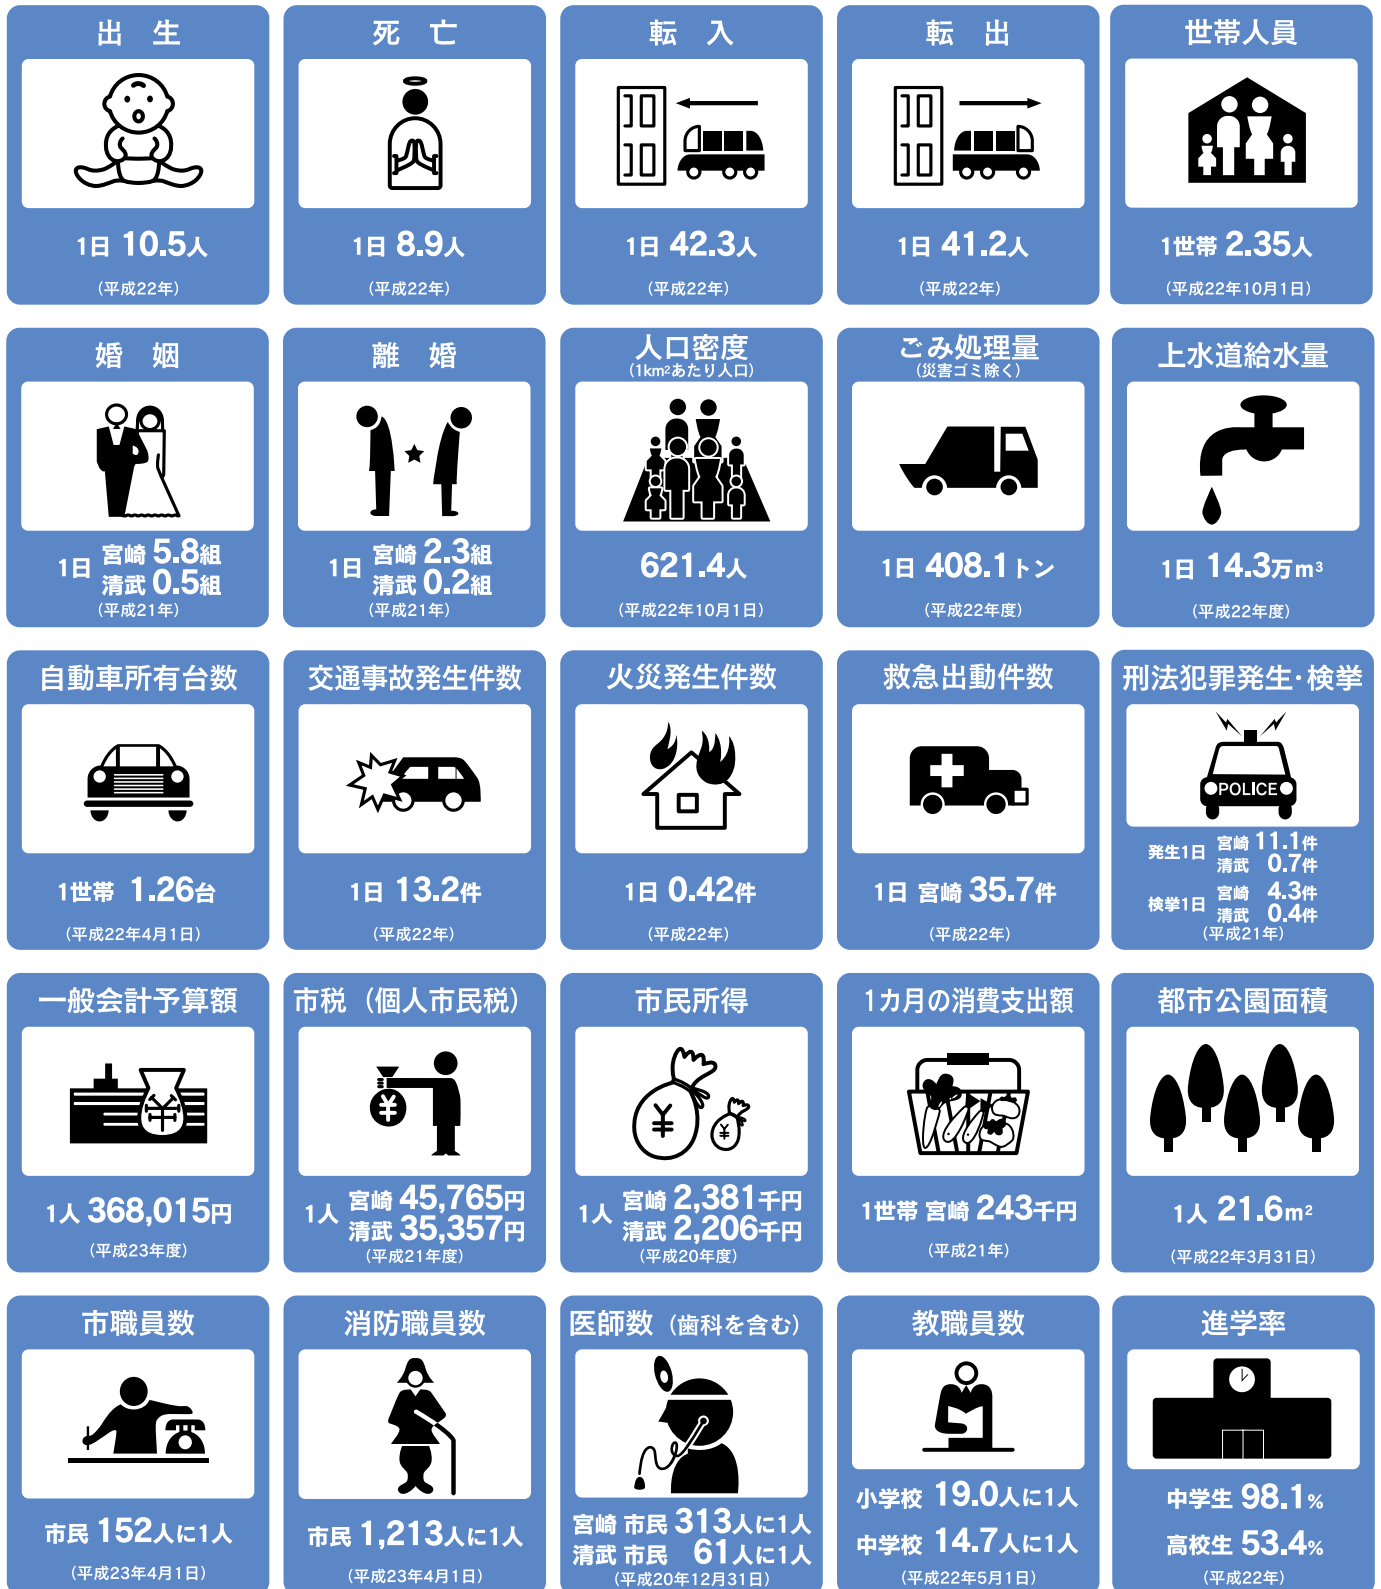 出　生
1日 10.5人
(平成22年)
死　亡
1日 8.9人
(平成22年)
転　入
1日 42.3人
(平成22年)
転　出
1日 41.2人
(平成22年)
世帯人員
1世帯 2.35人
(平成22年10月1日)
婚　姻
1日 宮崎 5.8組
清武 0.5組
(平成21年)
離　婚
1日 宮崎 2.3組
清武 0.2組
(平成21年)
人口密度
(1km²あたり人口)
621.4人
(平成22年10月1日)
ごみ処理量
(災害ゴミ除く)
1日 408.1トン
(平成22年度)
上水道給水量
1日 14.3万m³
(平成22年度)
自動車所有台数
1世帯 1.26台
(平成22年4月1日)
交通事故発生件数
1日 13.2件
(平成22年)
火災発生件数
1日 0.42件
(平成22年)
救急出動件数
1日 宮崎 35.7件
(平成22年)
刑法犯罪発生・検挙
POLICE
発生1日 宮崎 11.1件
清武 0.7件
検挙1日 宮崎 4.3件
清武 0.4件
(平成21年)
一般会計予算額
¥
1人 368,015円
(平成23年度)
市税（個人市民税）
¥
1人 宮崎 45,765円
清武 35,357円
(平成21年度)
市民所得
¥ ¥
1人 宮崎 2,381千円
清武 2,206千円
(平成20年度)
1カ月の消費支出額
1世帯 宮崎 243千円
(平成21年)
都市公園面積
1人 21.6m²
(平成22年3月31日)
市職員数
市民 152人に1人
(平成23年4月1日)
消防職員数
市民 1,213人に1人
(平成23年4月1日)
医師数（歯科を含む）
宮崎 市民 313人に1人
清武 市民 61人に1人
(平成20年12月31日)
教職員数
小学校 19.0人に1人
中学校 14.7人に1人
(平成22年5月1日)
進学率
中学生 98.1%
高校生 53.4%
(平成22年)